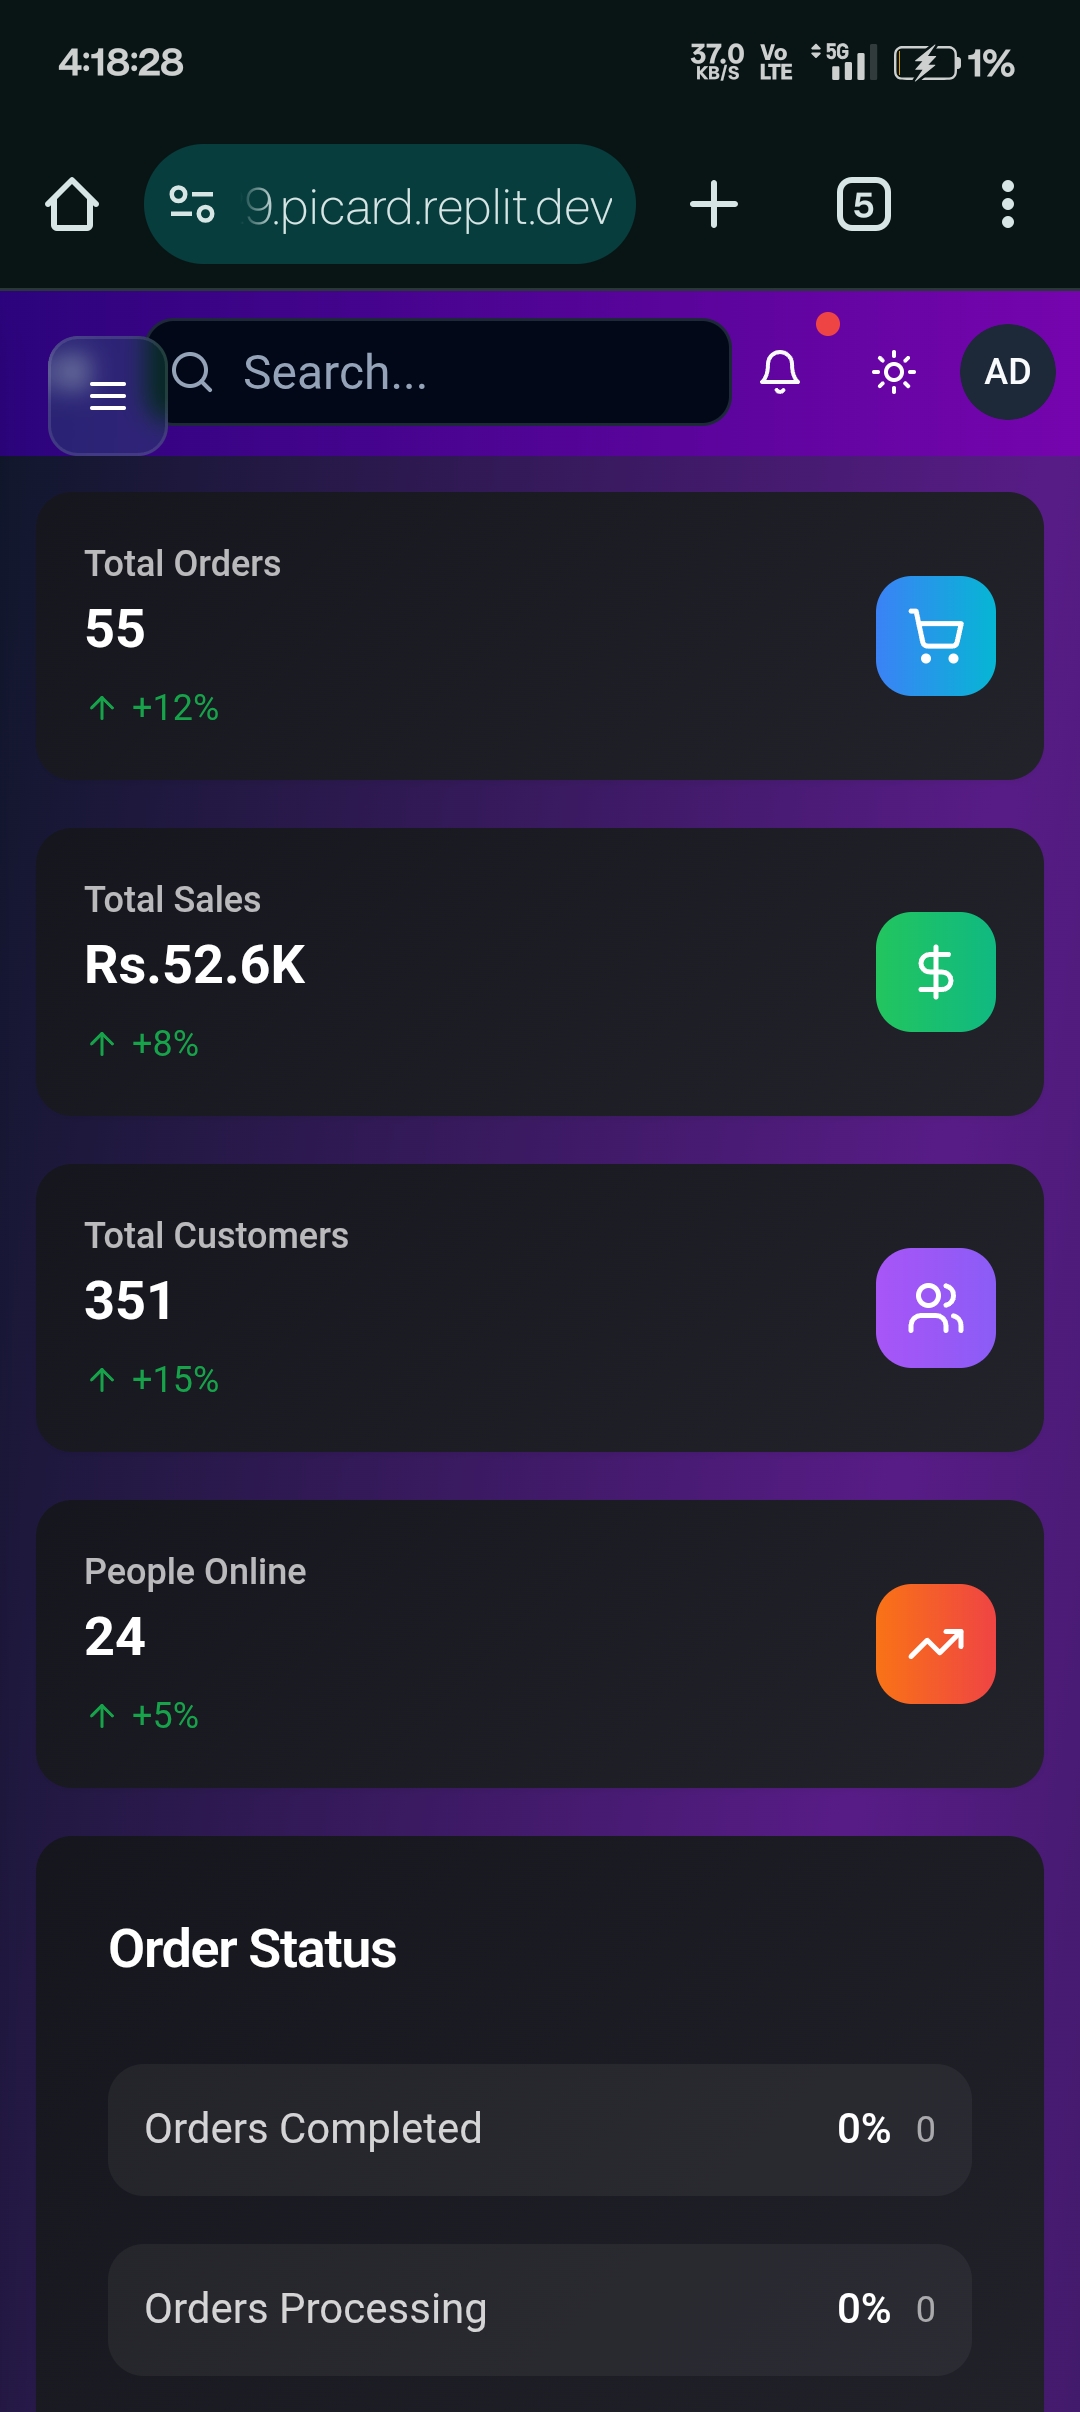 4:18:28
37.0 KB/S Vo LTE 5G 1%
9.picard.replit.dev
5
Search...
AD
Total Orders
55
+12%
Total Sales
Rs.52.6K
+8%
Total Customers
351
+15%
People Online
24
+5%
Order Status
Orders Completed 0% 0
Orders Processing 0% 0